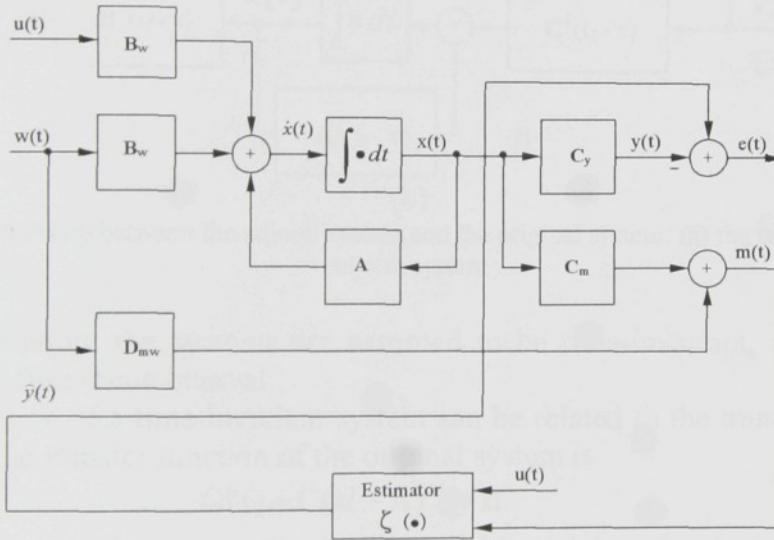 u(t)
B_w
w(t)
B_w
+
ẋ(t)
∫ • dt
x(t)
C_y
y(t)
−
+
e(t)
A
C_m
+
m(t)
D_mw
ŷ(t)
Estimator
ζ (•)
u(t)